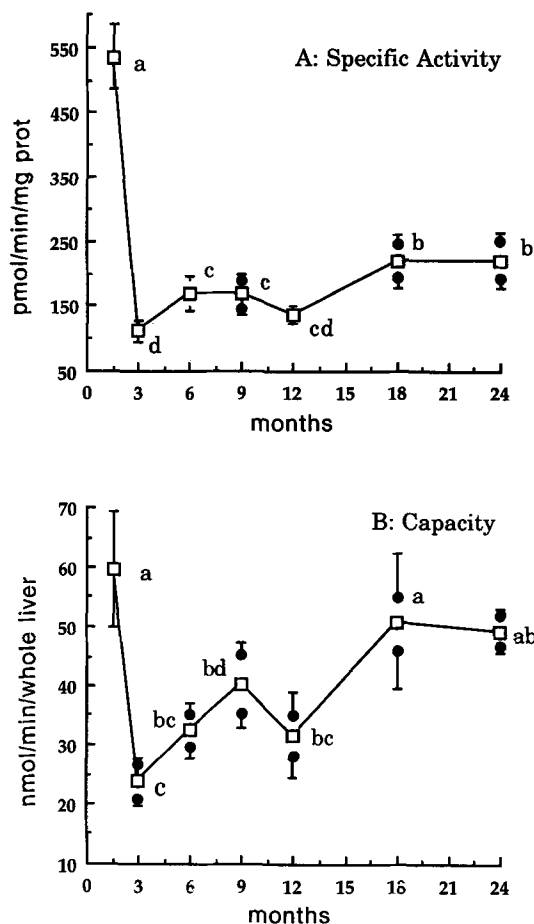 A: Specific Activity
pmol/min/mg prot
550
450
350
250
150
50
a
d
c
c
cd
b
b
0 3 6 9 12 15 18 21 24
months
B: Capacity
nmol/min/whole liver
70
60
50
40
30
20
10
a
c
bc
bd
bc
a
ab
0 3 6 9 12 15 18 21 24
months